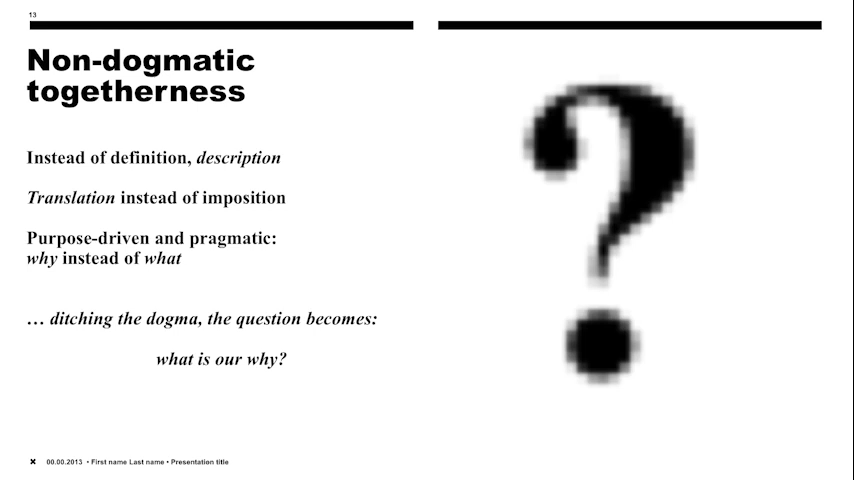 13
Non-dogmatic
togetherness
Instead of definition, description
Translation instead of imposition
Purpose-driven and pragmatic:
why instead of what
… ditching the dogma, the question becomes:
what is our why?
?
00.00.2013 • First name Last name • Presentation title